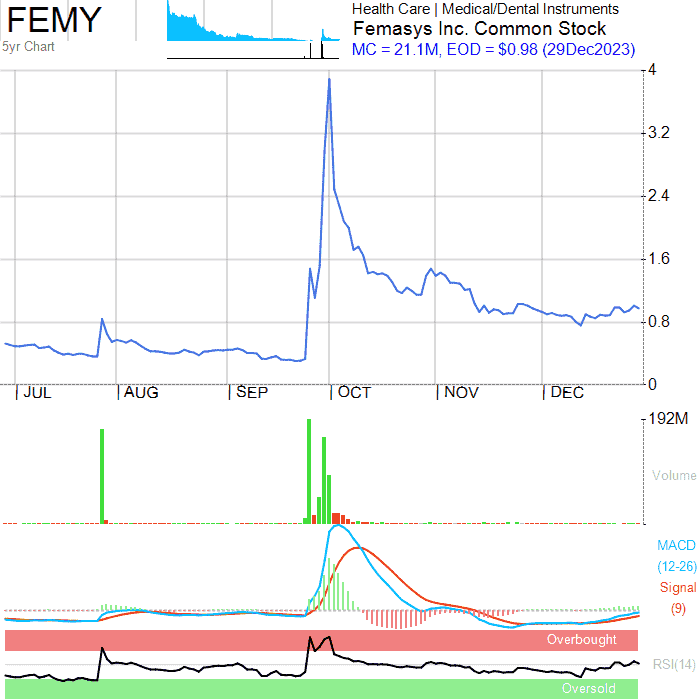 FEMY
5yr Chart
Health Care | Medical/Dental Instruments
Femasys Inc. Common Stock
MC = 21.1M, EOD = $0.98 (29Dec2023)
4
3.2
2.4
1.6
0.8
0
JUL AUG SEP OCT NOV DEC
192M
Volume
MACD
(12-26)
Signal
(9)
Overbought
RSI(14)
Oversold